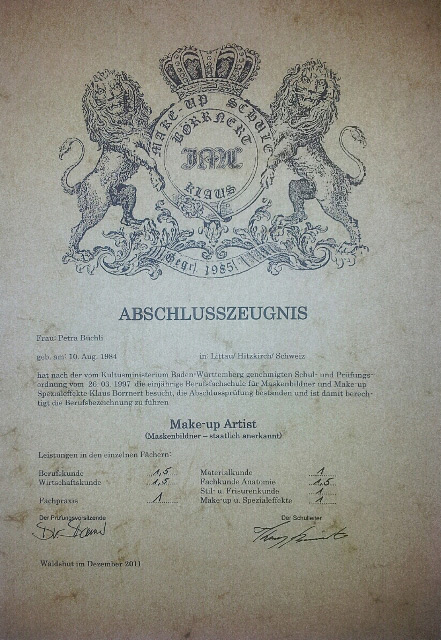 MAKE-UP SCHULE
BÖRRNERT
JMC
KLAUS
Gegr. 1985
ABSCHLUSSZEUGNIS
Frau: Petra Büchli
geb. am: 10. Aug. 1984 in Littau/Hitzkirch/Schweiz
hat nach der vom Kultusministerium Baden-Württemberg genehmigten Schul- und Prüfungs-
ordnung vom 26. 03. 1997 die einjährige Berufsfachschule für Maskenbildner und Make-up
Spezialeffekte Klaus Borrnert besucht, die Abschlussprüfung bestanden und ist damit berech-
tigt die Berufsbezeichnung zu führen
Make-up Artist
(Maskenbildner – staatlich anerkannt)
Leistungen in den einzelnen Fächern:
Berufskunde 1,5 Materialkunde 1
Wirtschaftskunde 1,5 Fachkunde Anatomie 1,5
Stil- u. Frisurenkunde 1
Fachpraxis 1 Make-up u. Spezialeffekte 1
Der Prüfungsvorsitzende Der Schulleiter
Waldshut im Dezember 2011